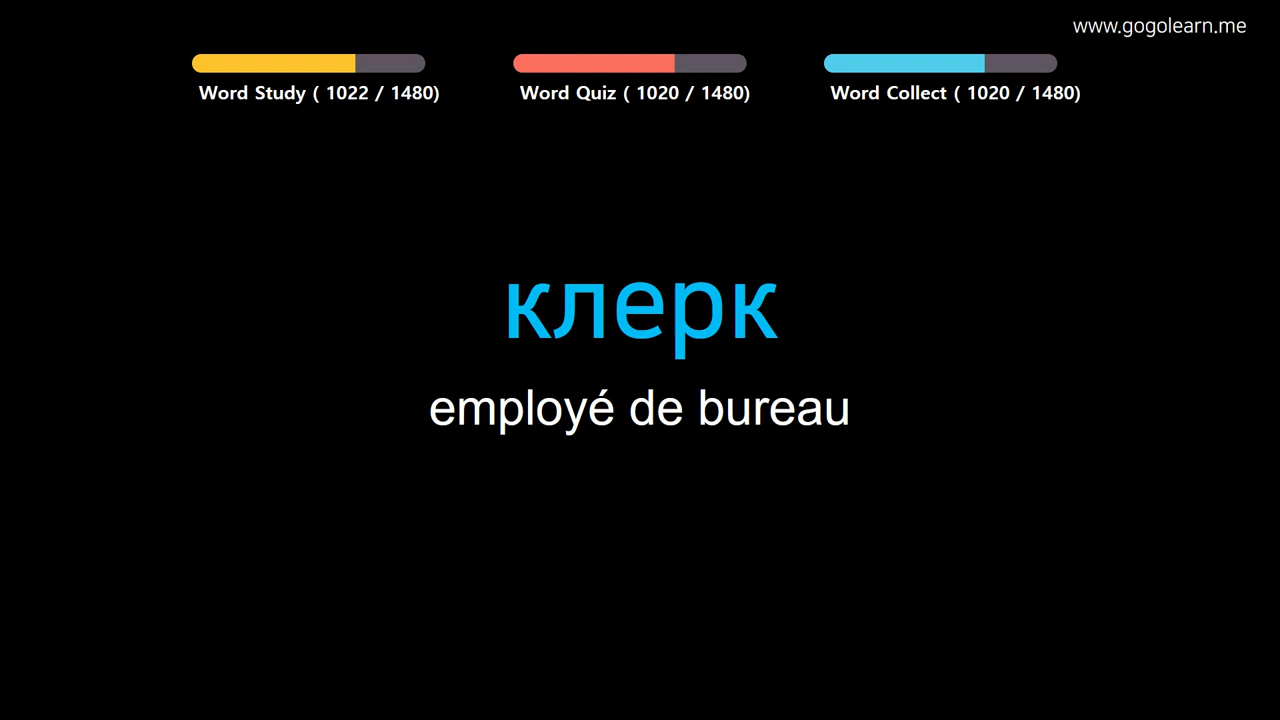 www.gogolearn.me
Word Study ( 1022 / 1480)
Word Quiz ( 1020 / 1480)
Word Collect ( 1020 / 1480)
клерк
employé de bureau